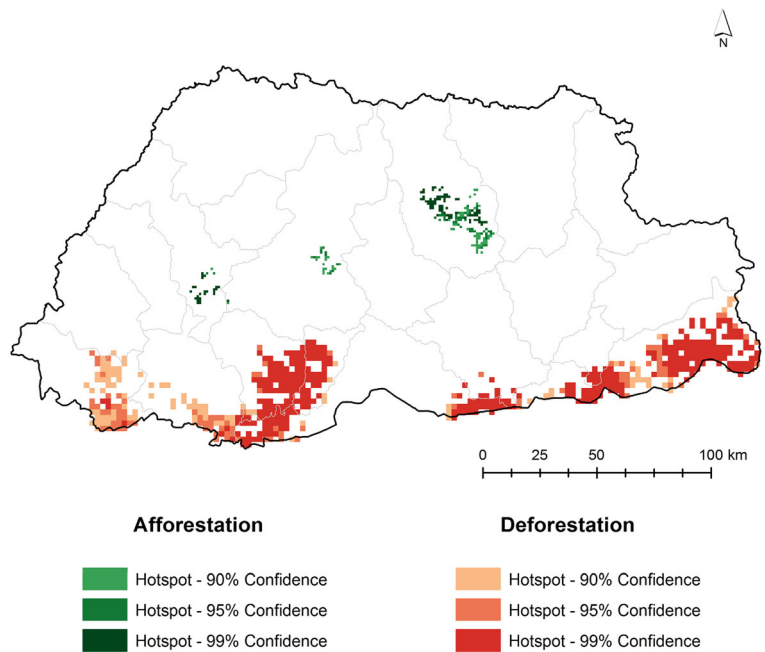 N
0 25 50 100 km
Afforestation
Hotspot - 90% Confidence
Hotspot - 95% Confidence
Hotspot - 99% Confidence
Deforestation
Hotspot - 90% Confidence
Hotspot - 95% Confidence
Hotspot - 99% Confidence